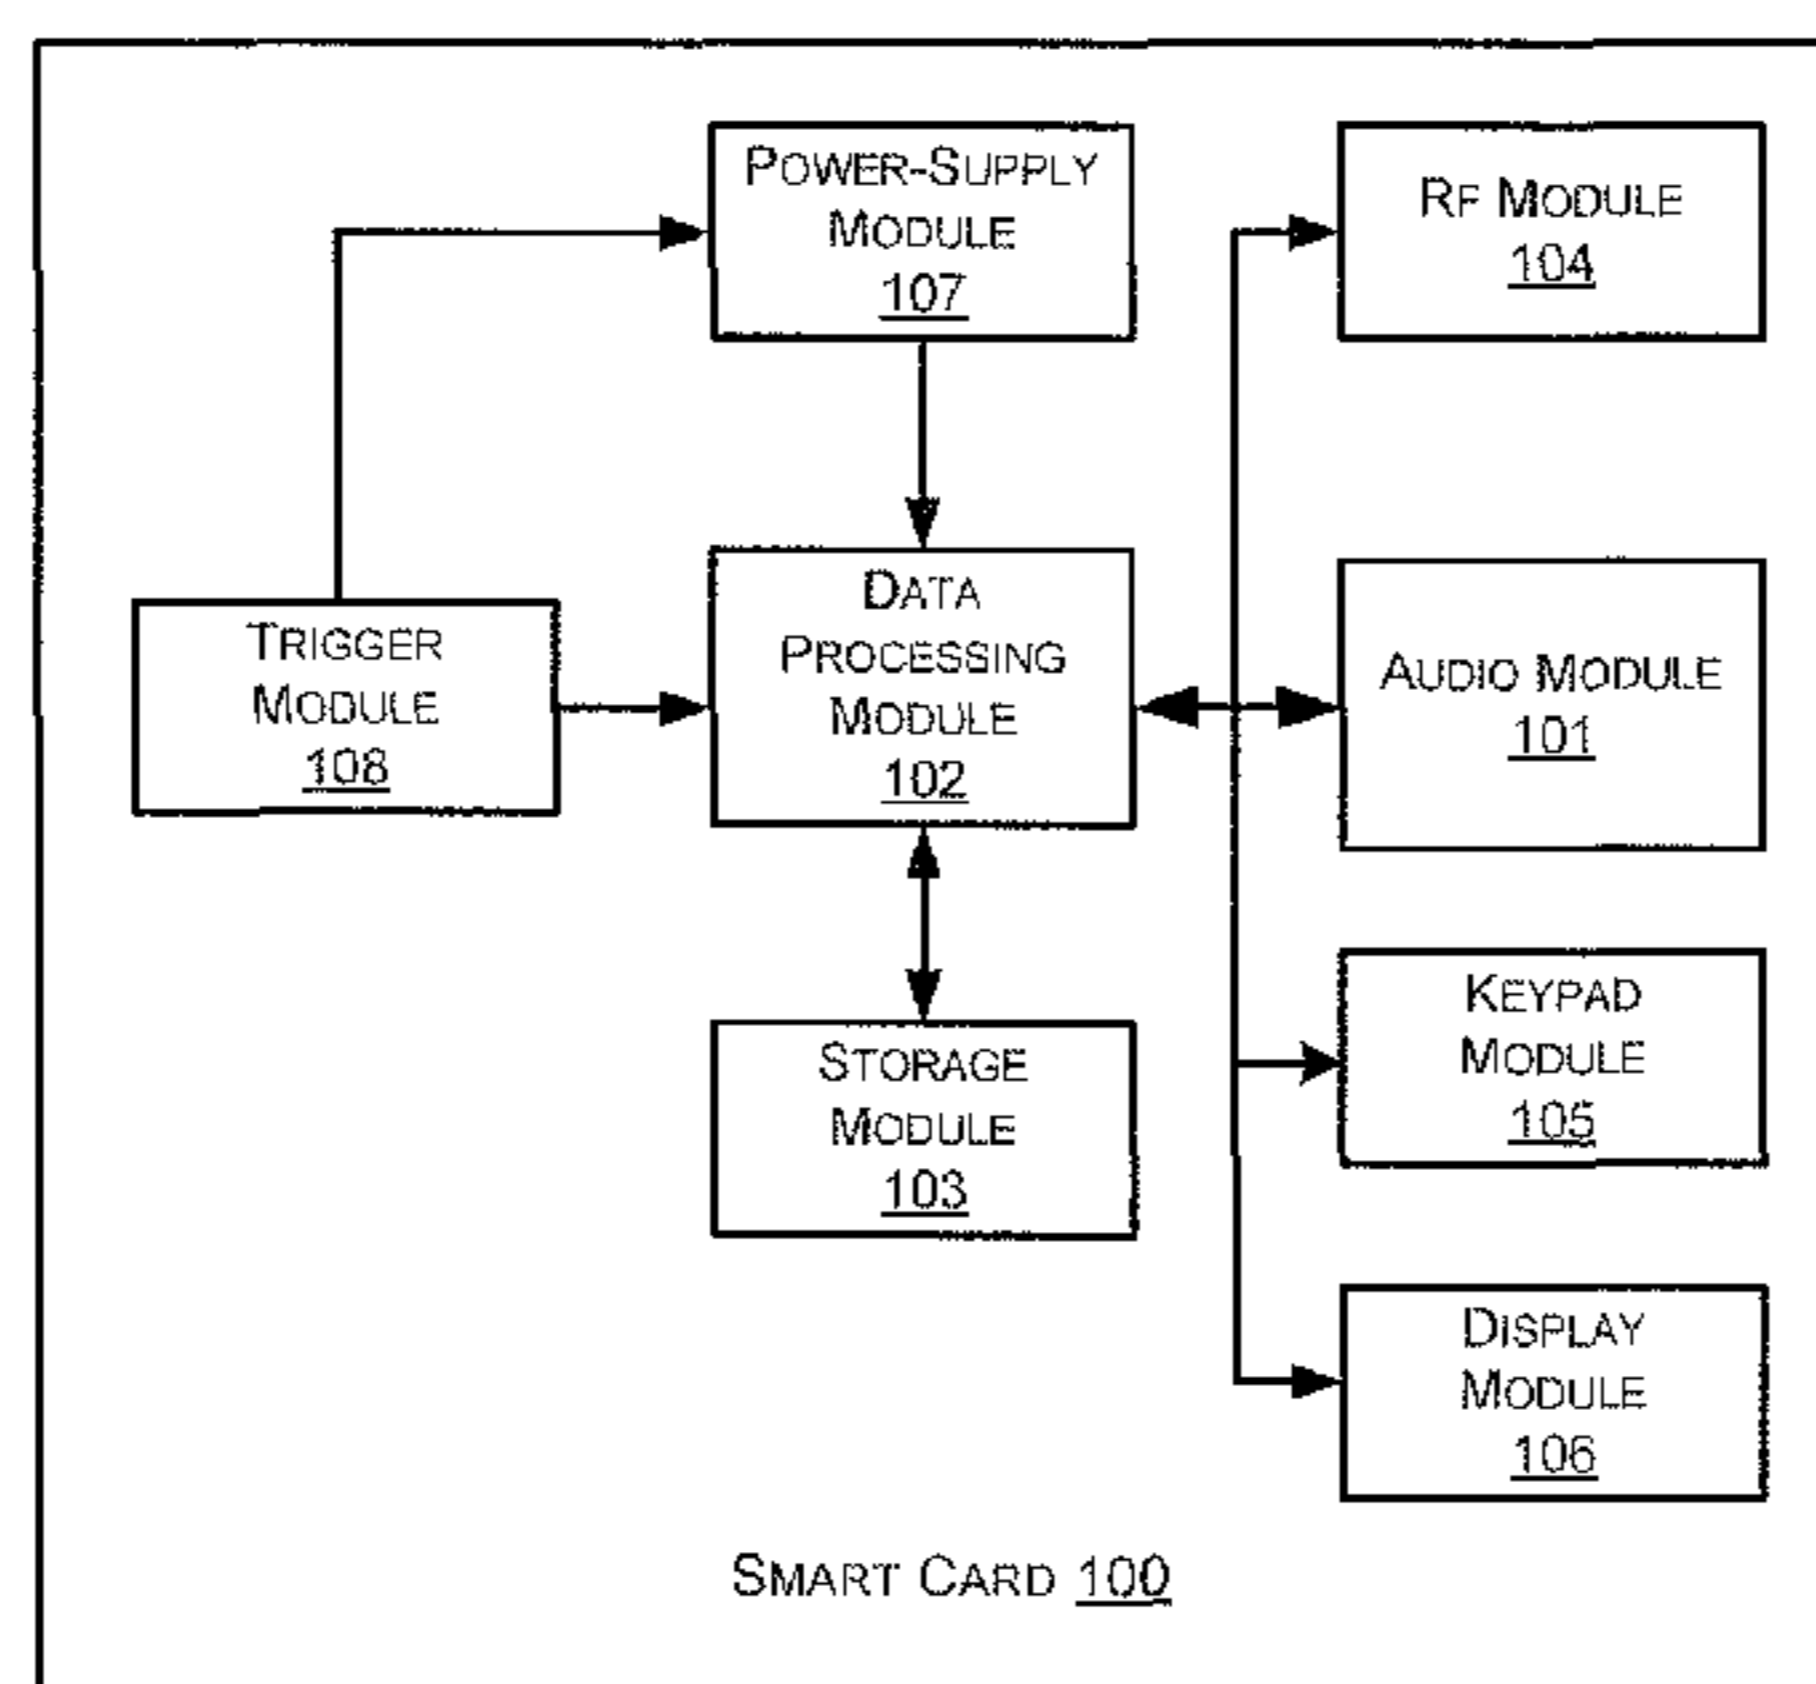 POWER-SUPPLY
MODULE
107
RF MODULE
104
TRIGGER
MODULE
108
DATA
PROCESSING
MODULE
102
AUDIO MODULE
101
STORAGE
MODULE
103
KEYPAD
MODULE
105
DISPLAY
MODULE
106
SMART CARD 100